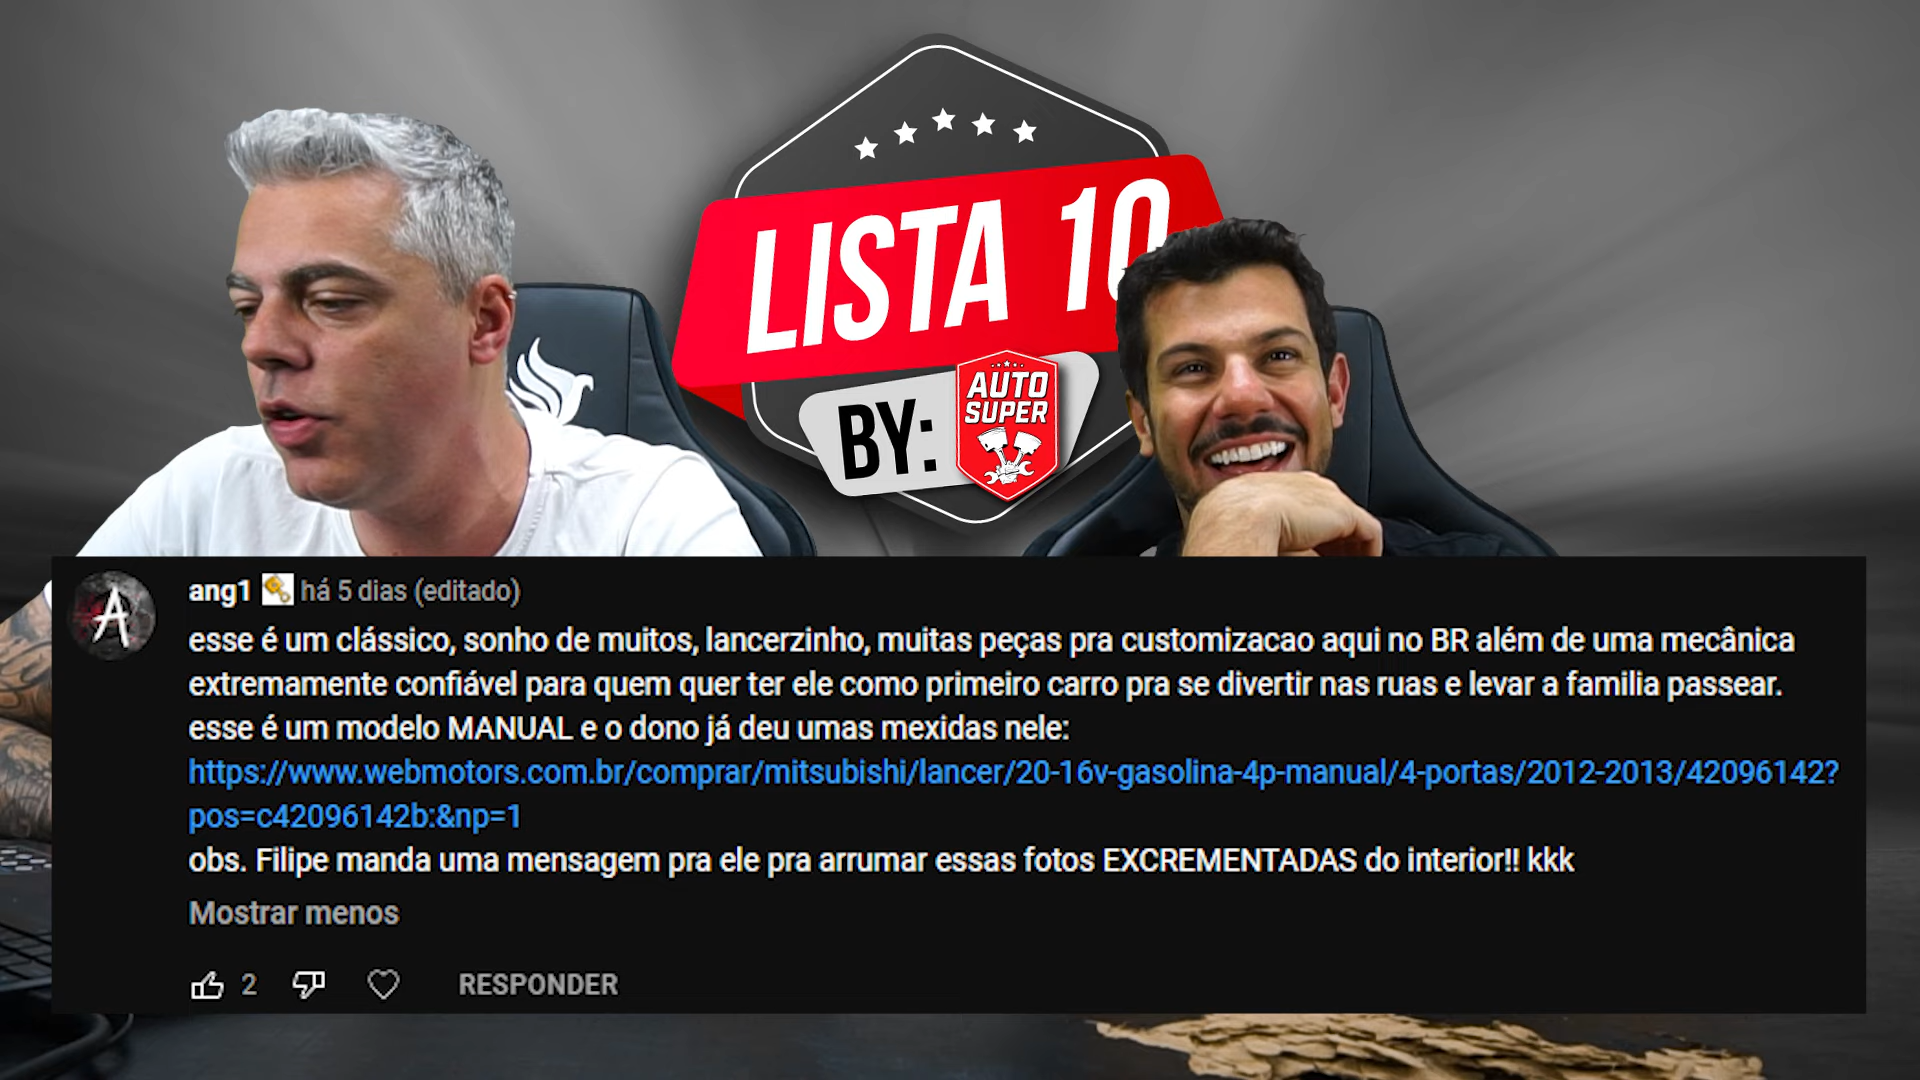 LISTA 10
BY:
AUTO
SUPER
ang1 há 5 dias (editado)
esse é um clássico, sonho de muitos, lancerzinho, muitas peças pra customizacao aqui no BR além de uma mecânica
extremamente confiável para quem quer ter ele como primeiro carro pra se divertir nas ruas e levar a familia passear.
esse é um modelo MANUAL e o dono já deu umas mexidas nele:
https://www.webmotors.com.br/comprar/mitsubishi/lancer/20-16v-gasolina-4p-manual/4-portas/2012-2013/42096142?
pos=c42096142b:&np=1
obs. Filipe manda uma mensagem pra ele pra arrumar essas fotos EXCREMENTADAS do interior!! kkk
Mostrar menos
2 RESPONDER